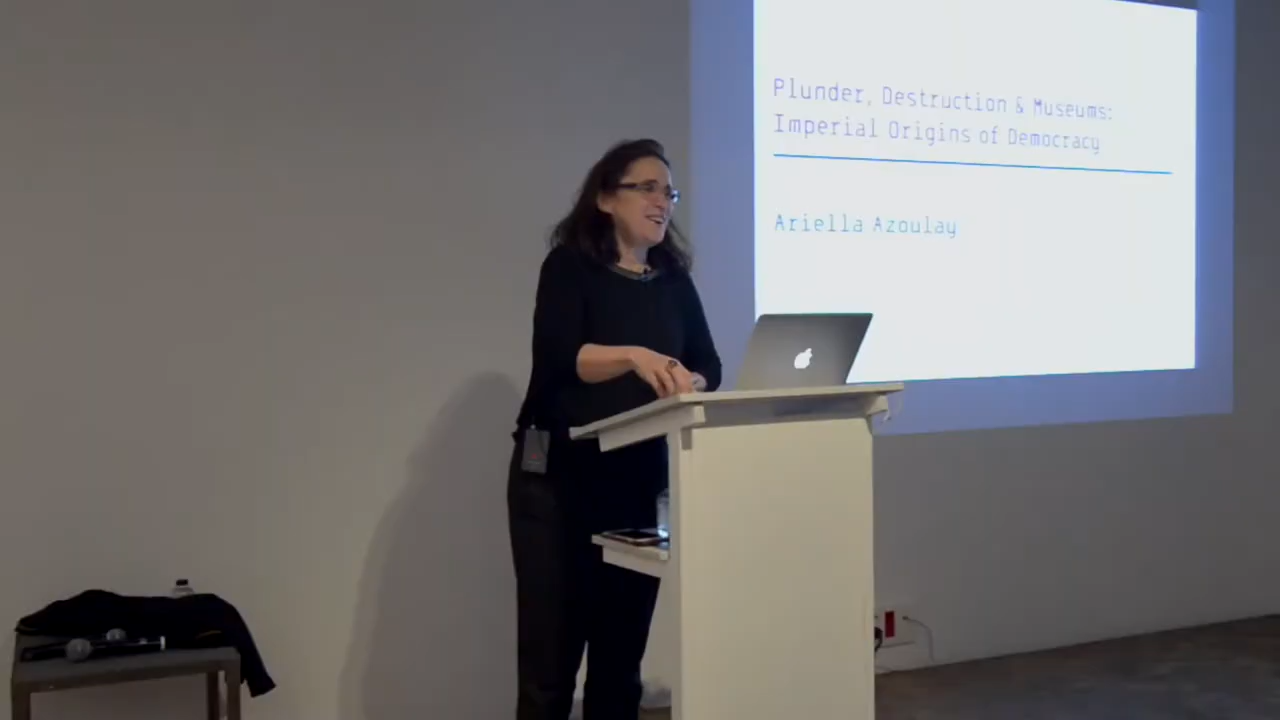 Plunder, Destruction & Museums:
Imperial Origins of Democracy
Ariella Azoulay